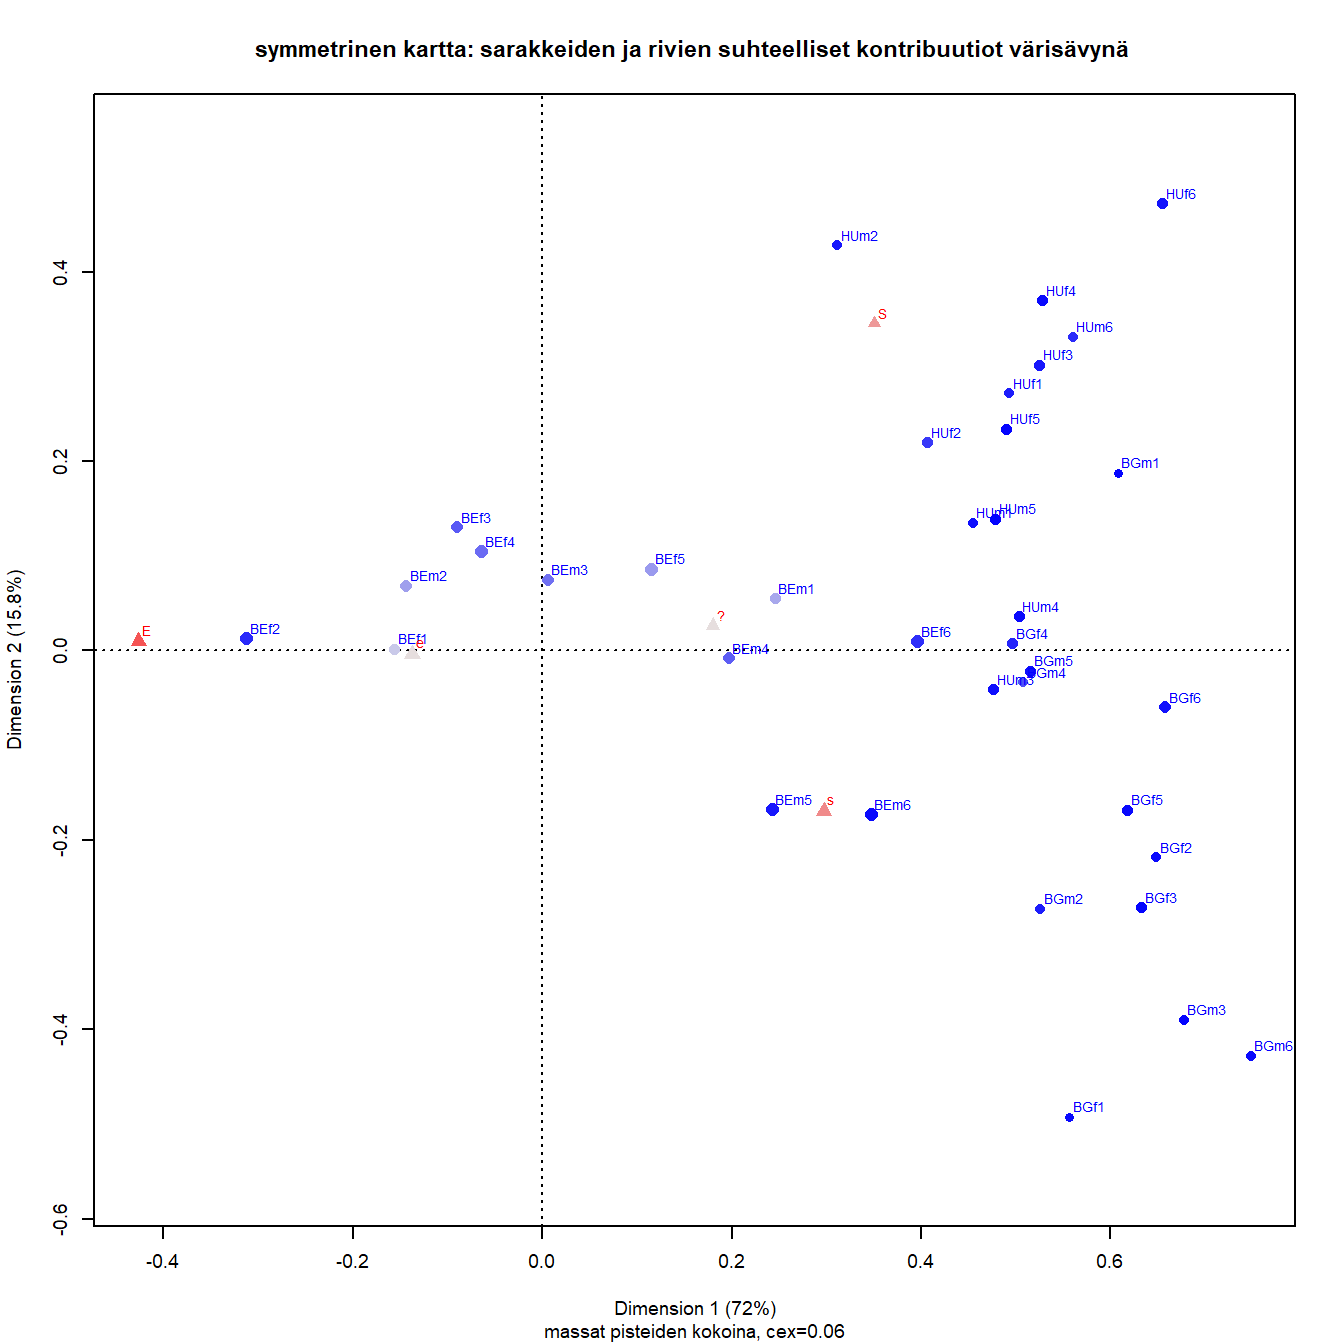 symmetrinen kartta: sarakkeiden ja rivien suhteelliset kontribuutiot värisävynä
HUf6
HUm2
HUf4
S
HUm6
HUf3
HUf1
HUf5
HUf2
BGm1
HUm1
HUm5
BEf3
BEf4
BEm3
BEf5
BEm2
BEm1
?
HUm4
E
BEf2
BEf1
e
BEm4
BEf6
BGf4
BGm5
BGm4
HUm3
BGf6
BEm5
s
BEm6
BGf5
BGf2
BGm2
BGf3
BGm3
BGm6
BGf1
0.4
0.2
0.0
-0.2
-0.4
-0.6
Dimension 2 (15.8%)
-0.4 -0.2 0.0 0.2 0.4 0.6
Dimension 1 (72%)
massat pisteiden kokoina, cex=0.06